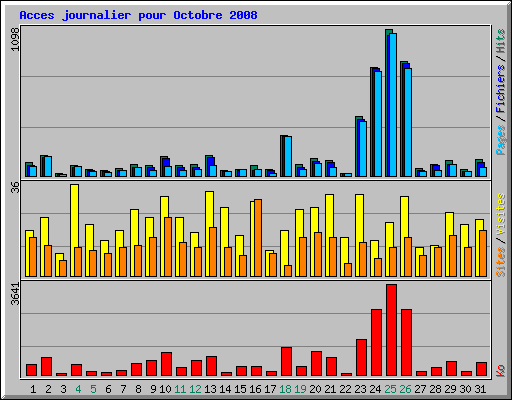 Acces journalier pour Octobre 2008
1098
Pages / Fichiers / Hits
36
Sites / Visites
3641
Ko
1 2 3 4 5 6 7 8 9 10 11 12 13 14 15 16 17 18 19 20 21 22 23 24 25 26 27 28 29 30 31